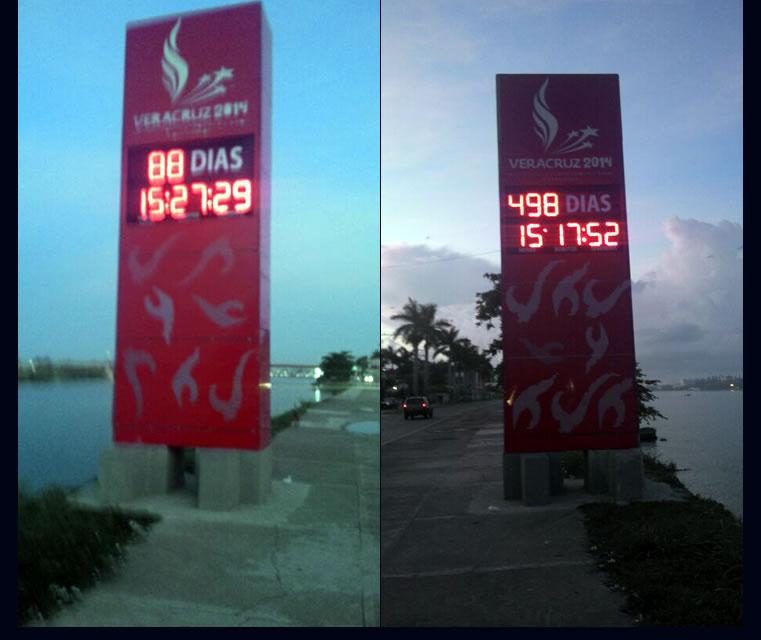 VERACRUZ 2014
88 DIAS
15:27:29
VERACRUZ 2014
498 DIAS
15:17:52